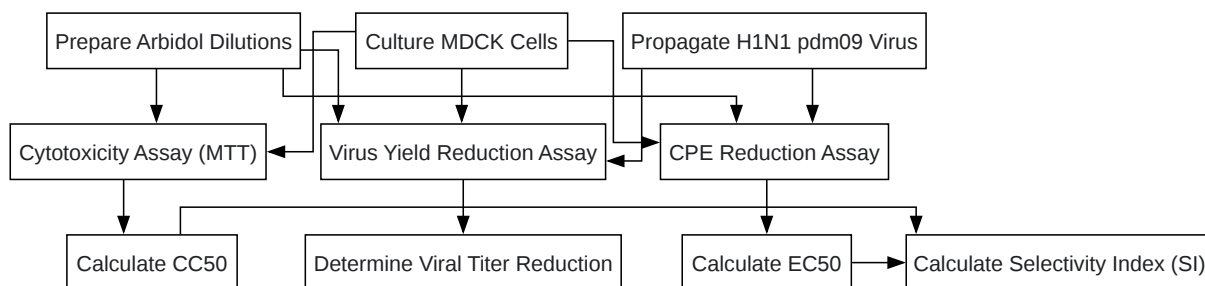 Prepare Arbidol Dilutions
Culture MDCK Cells
Propagate H1N1 pdm09 Virus
Cytotoxicity Assay (MTT)
Virus Yield Reduction Assay
CPE Reduction Assay
Calculate CC50
Determine Viral Titer Reduction
Calculate EC50
Calculate Selectivity Index (SI)